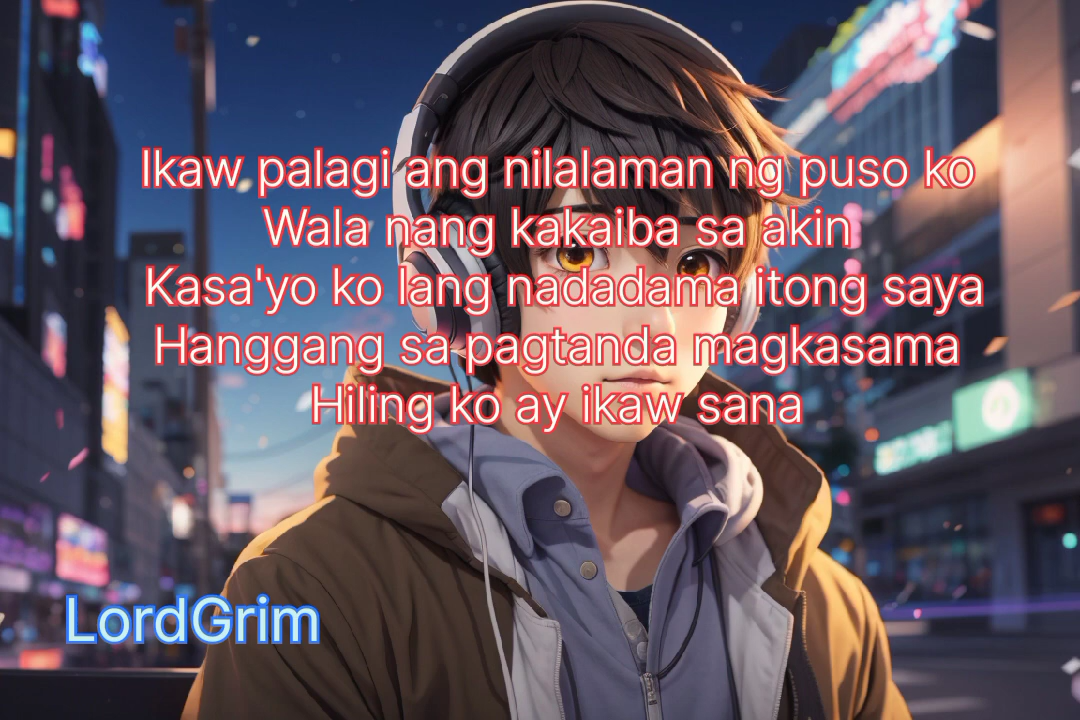 Ikaw palagi ang nilalaman ng puso ko
Wala nang kakaiba sa akin
Kasa'yo ko lang nadadama itong saya
Hanggang sa pagtanda magkasama
Hiling ko ay ikaw sana
LordGrim